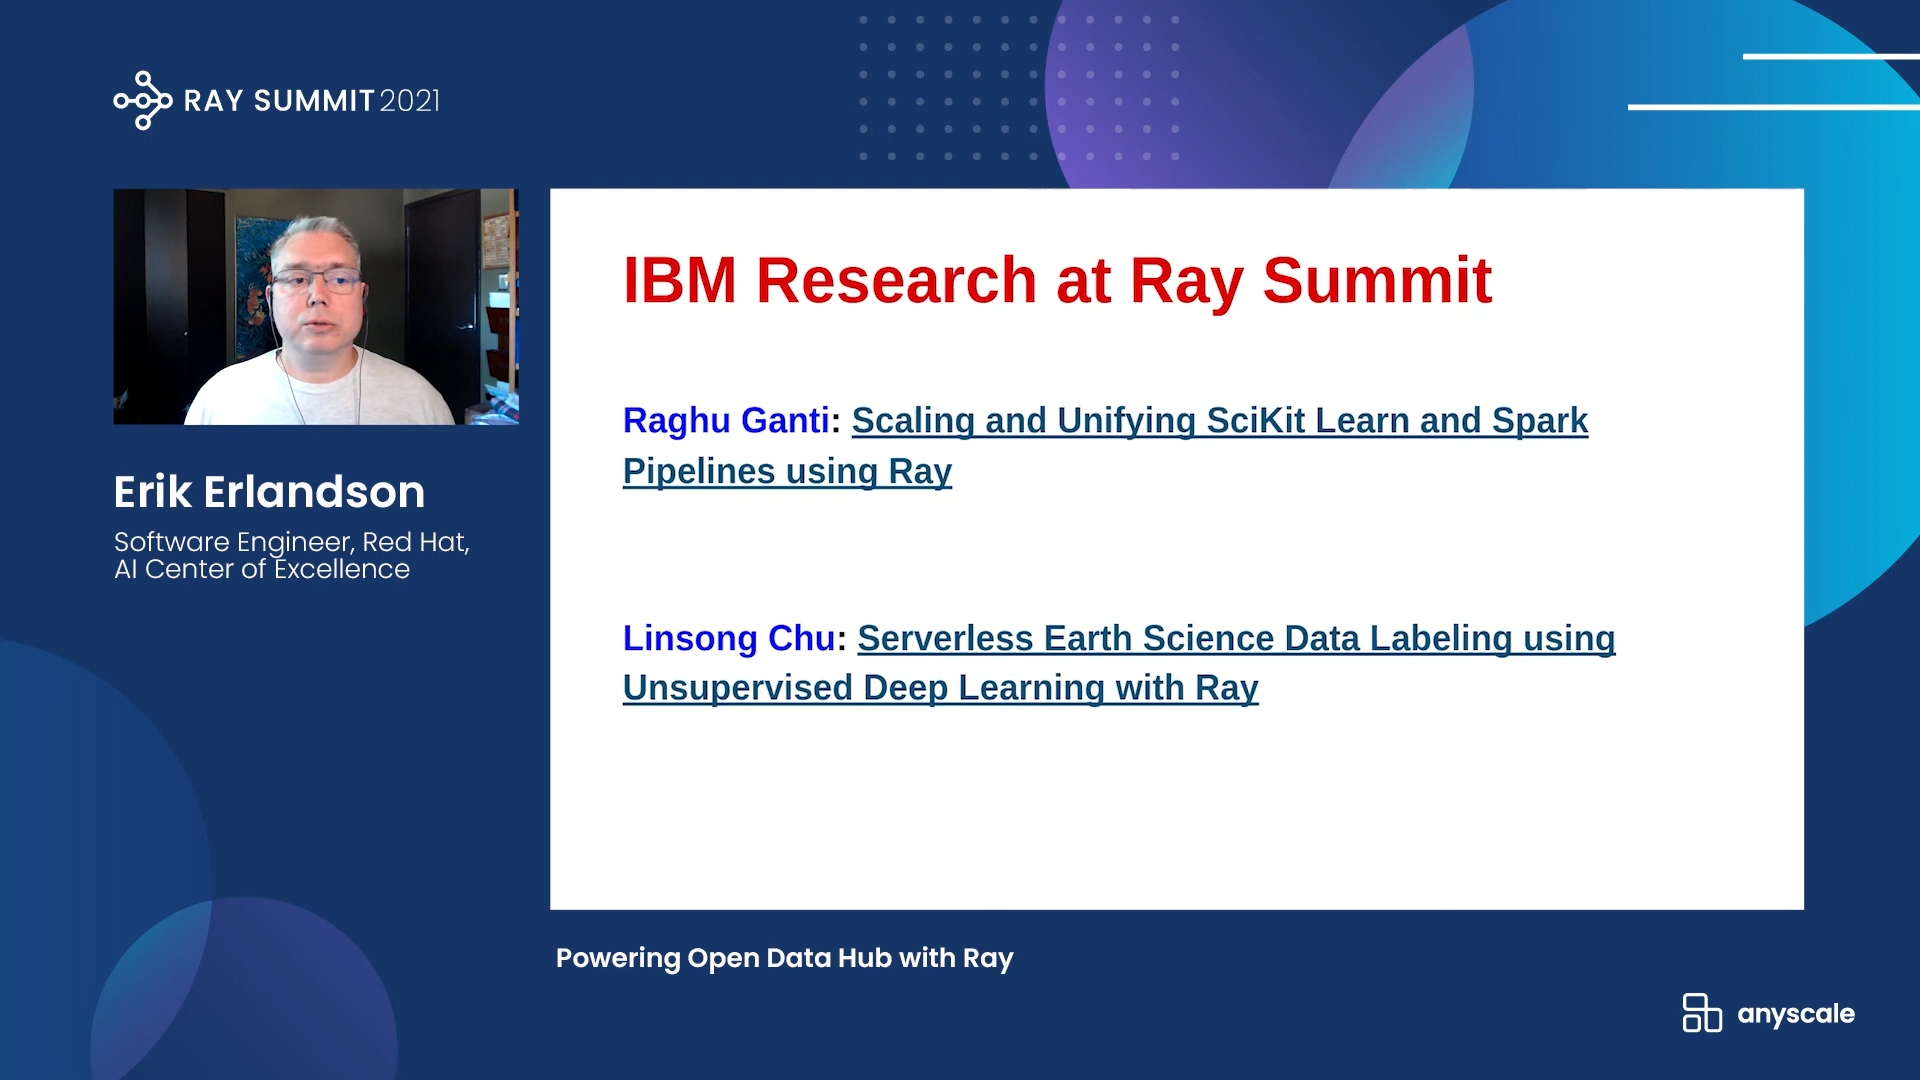 RAY SUMMIT 2021
Erik Erlandson
Software Engineer, Red Hat,
AI Center of Excellence
IBM Research at Ray Summit
Raghu Ganti: Scaling and Unifying SciKit Learn and Spark
Pipelines using Ray
Linsong Chu: Serverless Earth Science Data Labeling using
Unsupervised Deep Learning with Ray
Powering Open Data Hub with Ray
anyscale